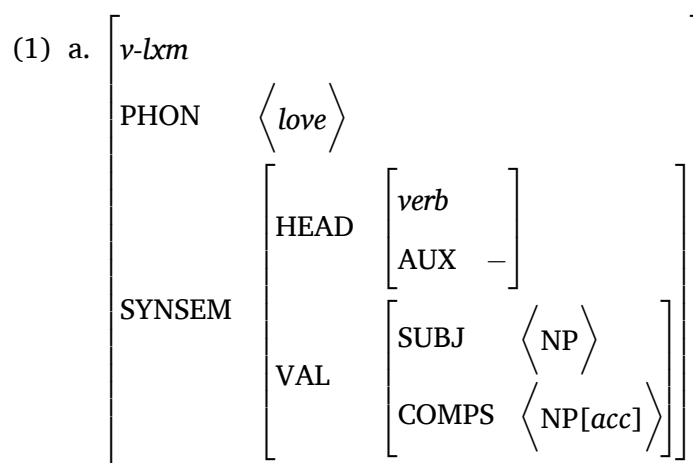 (1) a. v-lxm
PHON ⟨love⟩
SYNSEM
HEAD verb
AUX −
VAL
SUBJ ⟨NP⟩
COMPS ⟨NP[acc]⟩